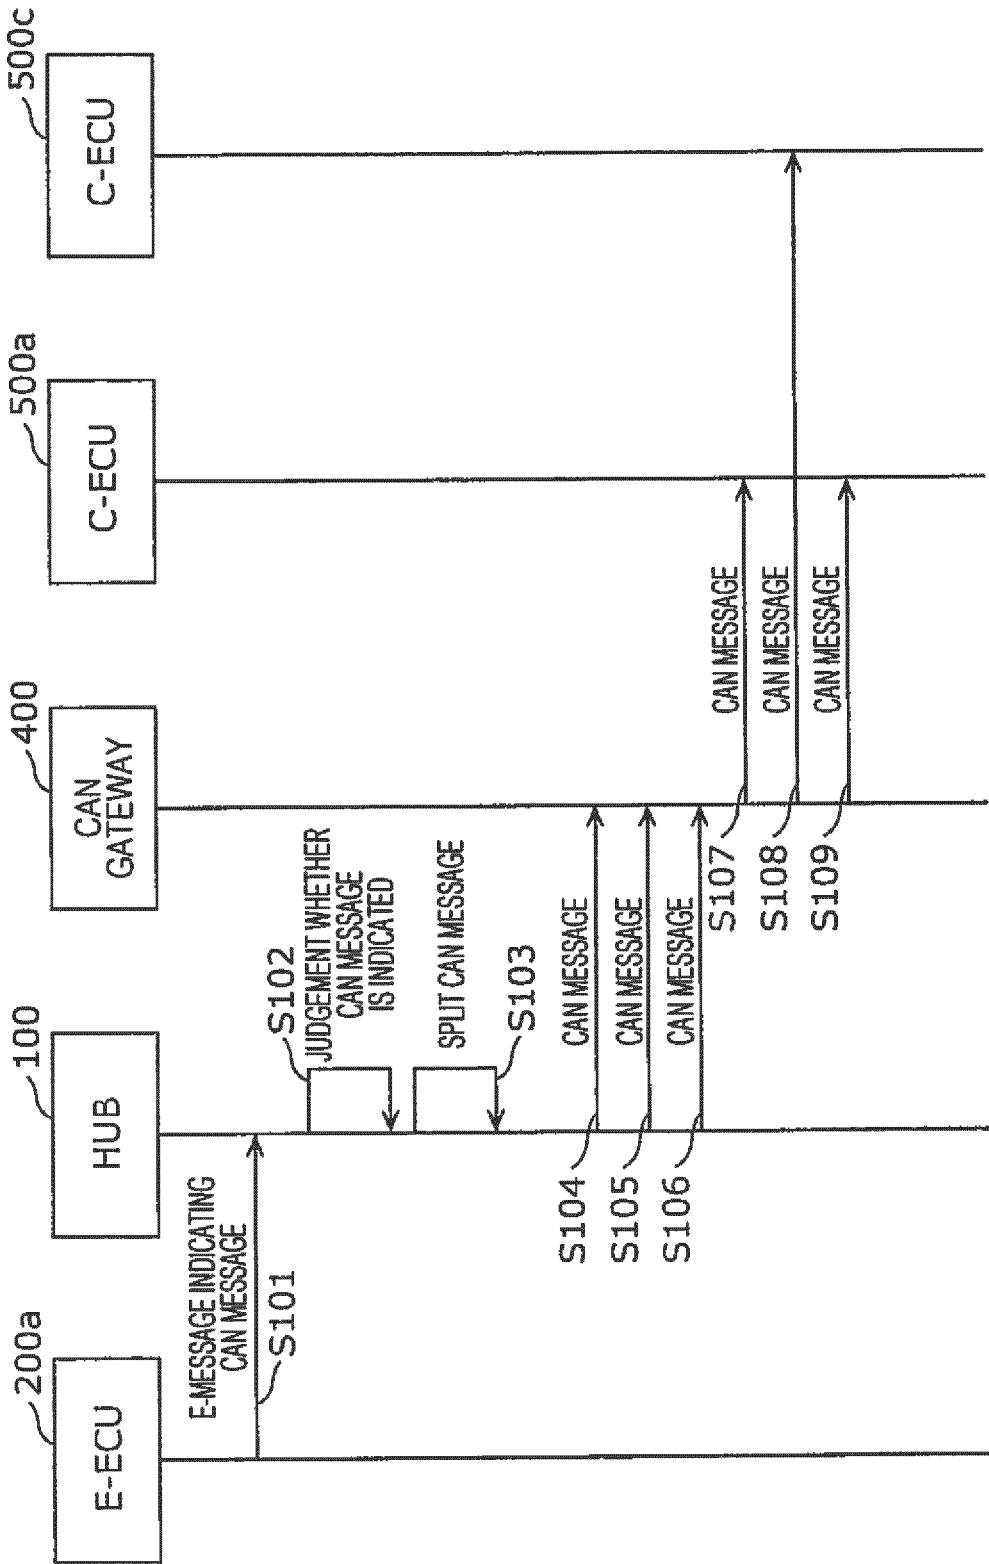 200a
E-ECU
100
HUB
400
CAN
GATEWAY
500a
C-ECU
500c
C-ECU
E-MESSAGE INDICATING
CAN MESSAGE
S101
S102
JUDGEMENT WHETHER
CAN MESSAGE
IS INDICATED
SPLIT CAN MESSAGE
S103
S104
CAN MESSAGE
S105
CAN MESSAGE
S106
CAN MESSAGE
S107
CAN MESSAGE
S108
CAN MESSAGE
S109
CAN MESSAGE